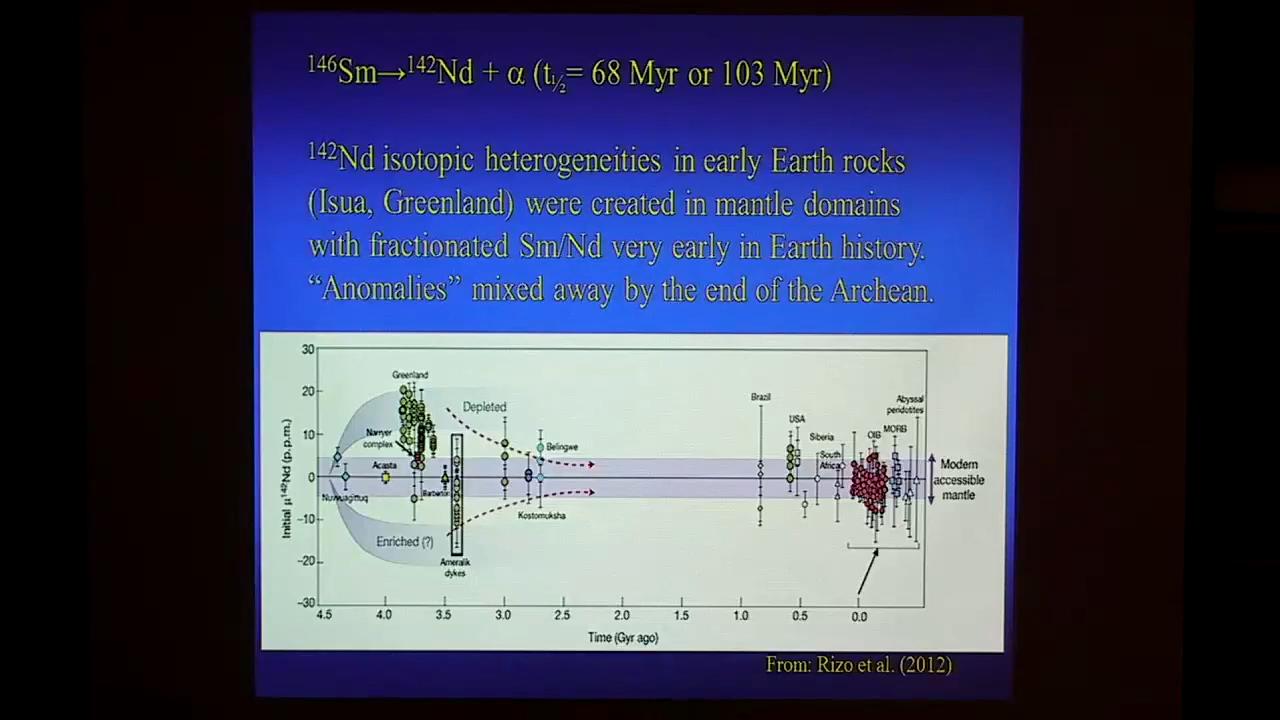 ¹⁴⁶Sm→¹⁴²Nd + α (t½= 68 Myr or 103 Myr)
¹⁴²Nd isotopic heterogeneities in early Earth rocks
(Isua, Greenland) were created in mantle domains
with fractionated Sm/Nd very early in Earth history.
“Anomalies” mixed away by the end of the Archean.
Initial μ¹⁴²Nd (p.p.m.)
30
20
10
0
–10
–20
–30
Greenland
Narryer
complex
Acasta
Nuvvuagittuq
Barberton
Depleted
Enriched (?)
Ameralik
dykes
Belingwe
Kostomuksha
Brazil
USA
Siberia
South
Africa
OIB
MORB
Abyssal
peridotites
Modern
accessible
mantle
4.5 4.0 3.5 3.0 2.5 2.0 1.5 1.0 0.5 0.0
Time (Gyr ago)
From: Rizo et al. (2012)